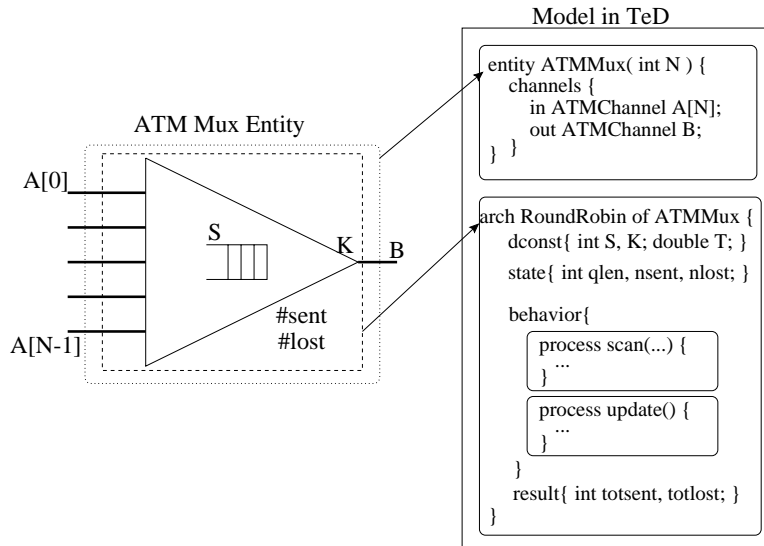 Model in TeD
entity ATMMux( int N ) {
channels {
in ATMChannel A[N];
out ATMChannel B;
}
}
ATM Mux Entity
A[0]
S
K
B
#sent
#lost
A[N-1]
arch RoundRobin of ATMMux {
dconst{ int S, K; double T; }
state{ int qlen, nsent, nlost; }
behavior{
process scan(...) {
...
}
process update() {
...
}
}
result{ int totsent, totlost; }
}